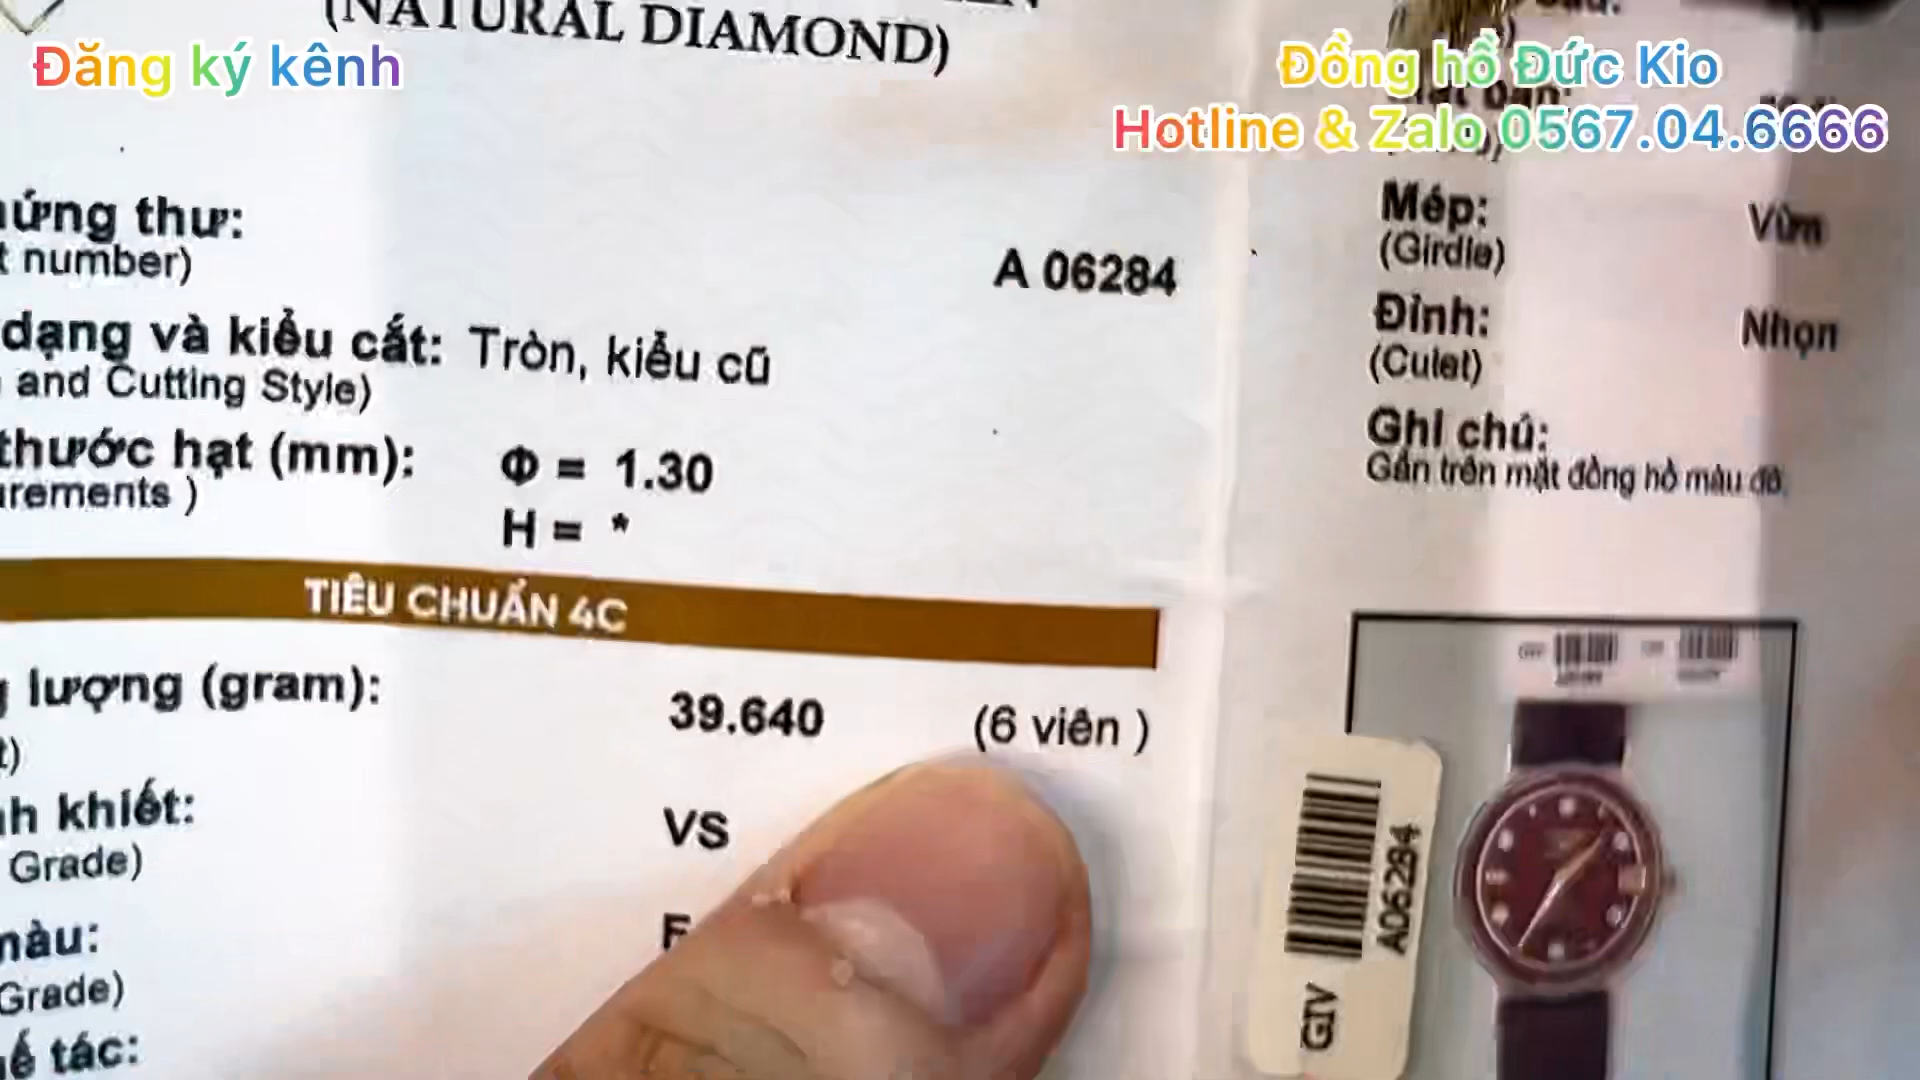 (NATURAL DIAMOND)
Đăng ký kênh
Đồng hồ Đức Kio
Hotline & Zalo 0567.04.6666
ứng thư:
number)
A 06284
dạng và kiểu cắt: Tròn, kiểu cũ
and Cutting Style)
thước hạt (mm): Φ = 1.30
urements )
H = *
TIÊU CHUẨN 4C
lượng (gram): 39.640 (6 viên )
khiết: VS
Grade)
màu:
Grade)
tác:
Mép: Vừa
(Girdle)
Đỉnh: Nhọn
(Culet)
Ghi chú:
Gắn trên mặt đồng hồ màu đỏ.
GIV
A06284